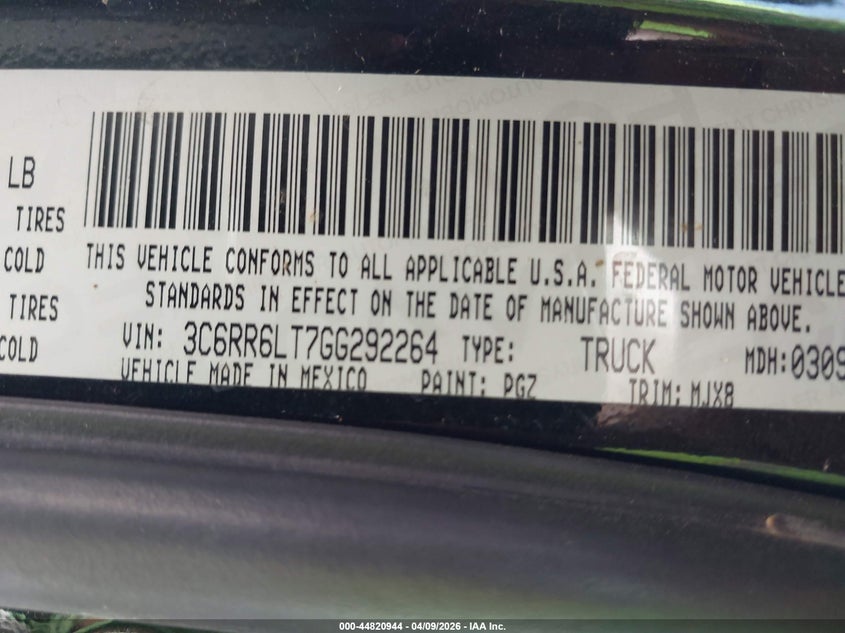 LB
TIRES
COLD
TIRES
COLD
THIS VEHICLE CONFORMS TO ALL APPLICABLE U.S.A. FEDERAL MOTOR VEHICLE
STANDARDS IN EFFECT ON THE DATE OF MANUFACTURE SHOWN ABOVE.
VIN: 3C6RR6LT7GG292264 TYPE: TRUCK MDH:0309
VEHICLE MADE IN MEXICO PAINT: PGZ TRIM: MJX8
000-44820944 - 04/09/2026 - IAA Inc.